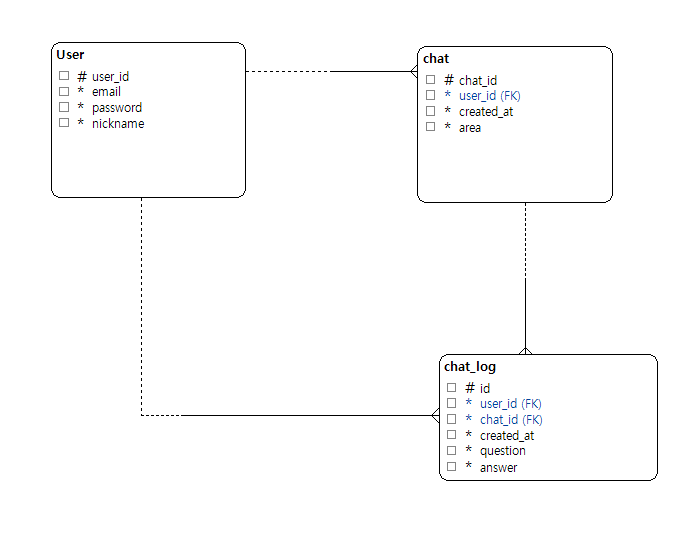 User
# user_id
* email
* password
* nickname
chat
# chat_id
* user_id (FK)
* created_at
* area
chat_log
# id
* user_id (FK)
* chat_id (FK)
* created_at
* question
* answer